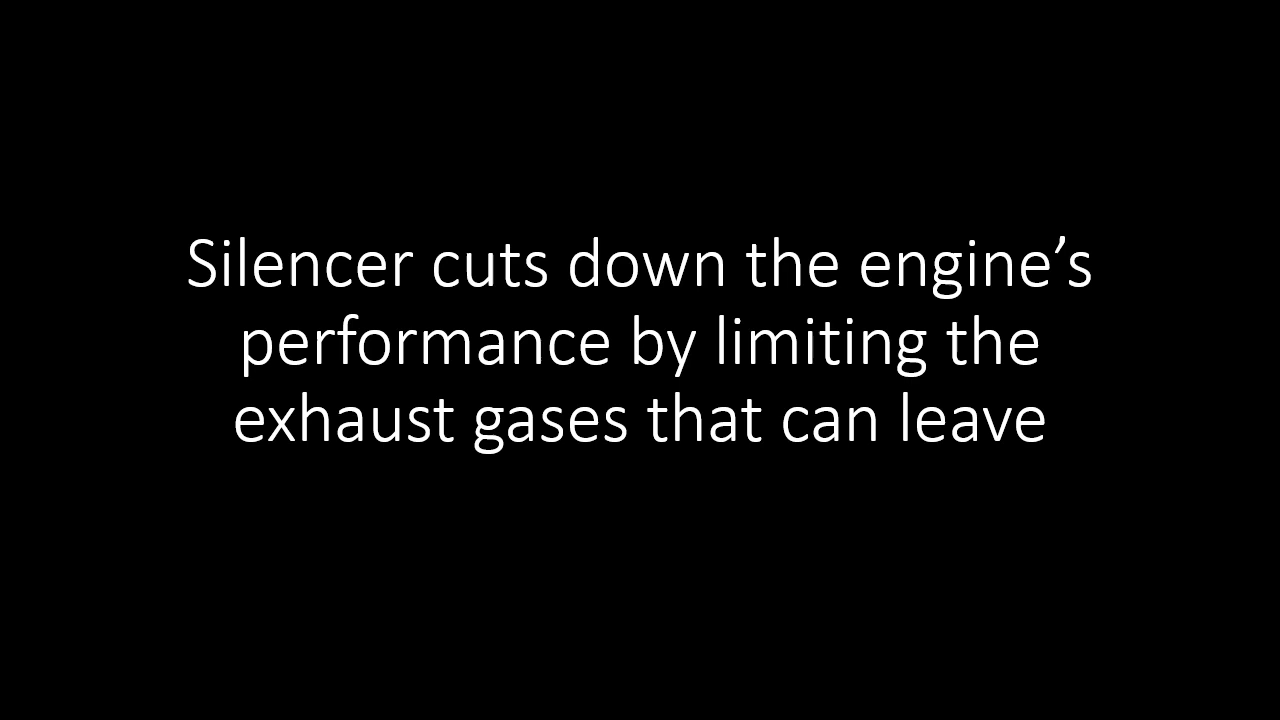 Silencer cuts down the engine’s
performance by limiting the
exhaust gases that can leave